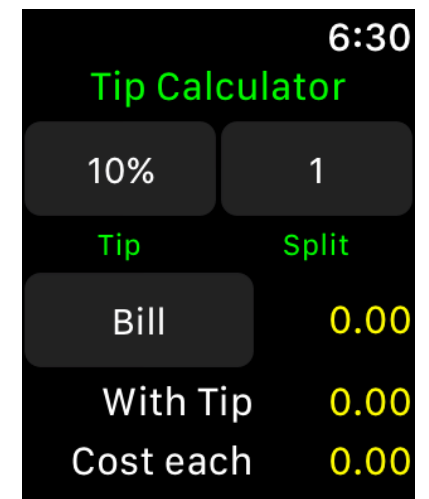 6:30
Tip Calculator
10% 1
Tip Split
Bill 0.00
With Tip 0.00
Cost each 0.00